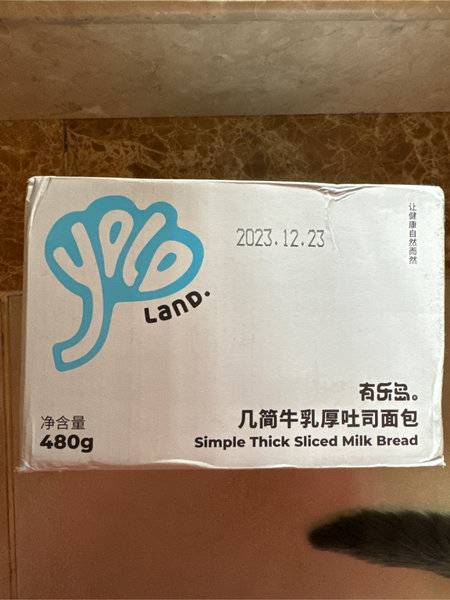 yolo
Land.
2023.12.23
让健康自然而然
有乐岛。
几简牛乳厚吐司面包
Simple Thick Sliced Milk Bread
净含量
480g